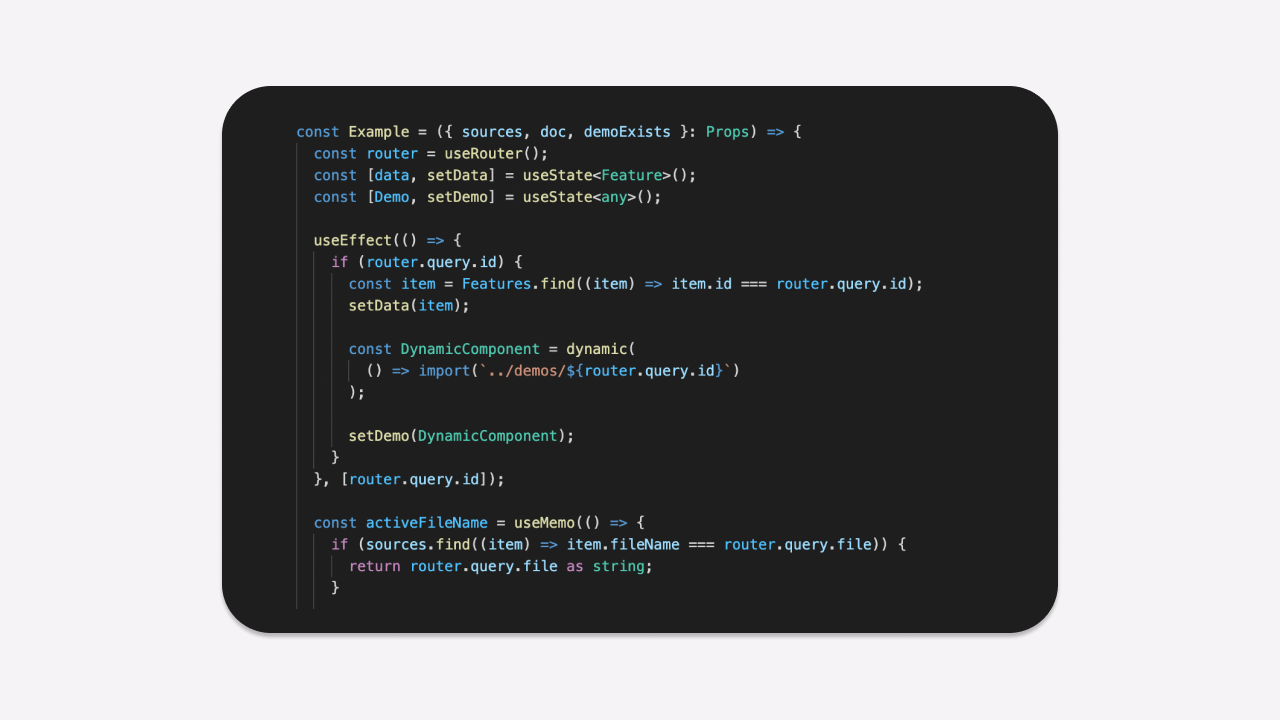 const Example = ({ sources, doc, demoExists }: Props) => {
  const router = useRouter();
  const [data, setData] = useState<Feature>();
  const [Demo, setDemo] = useState<any>();

  useEffect(() => {
    if (router.query.id) {
      const item = Features.find((item) => item.id === router.query.id);
      setData(item);

      const DynamicComponent = dynamic(
        () => import(`../demos/${router.query.id}`)
      );

      setDemo(DynamicComponent);
    }
  }, [router.query.id]);

  const activeFileName = useMemo(() => {
    if (sources.find((item) => item.fileName === router.query.file)) {
      return router.query.file as string;
    }